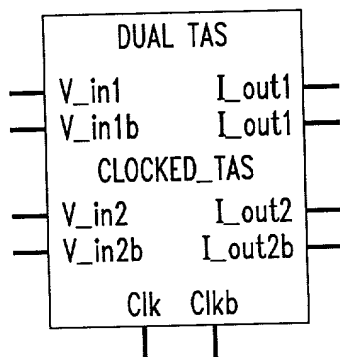 DUAL TAS
V_in1 I_out1
V_in1b I_out1
CLOCKED_TAS
V_in2 I_out2
V_in2b I_out2b
Clk Clkb